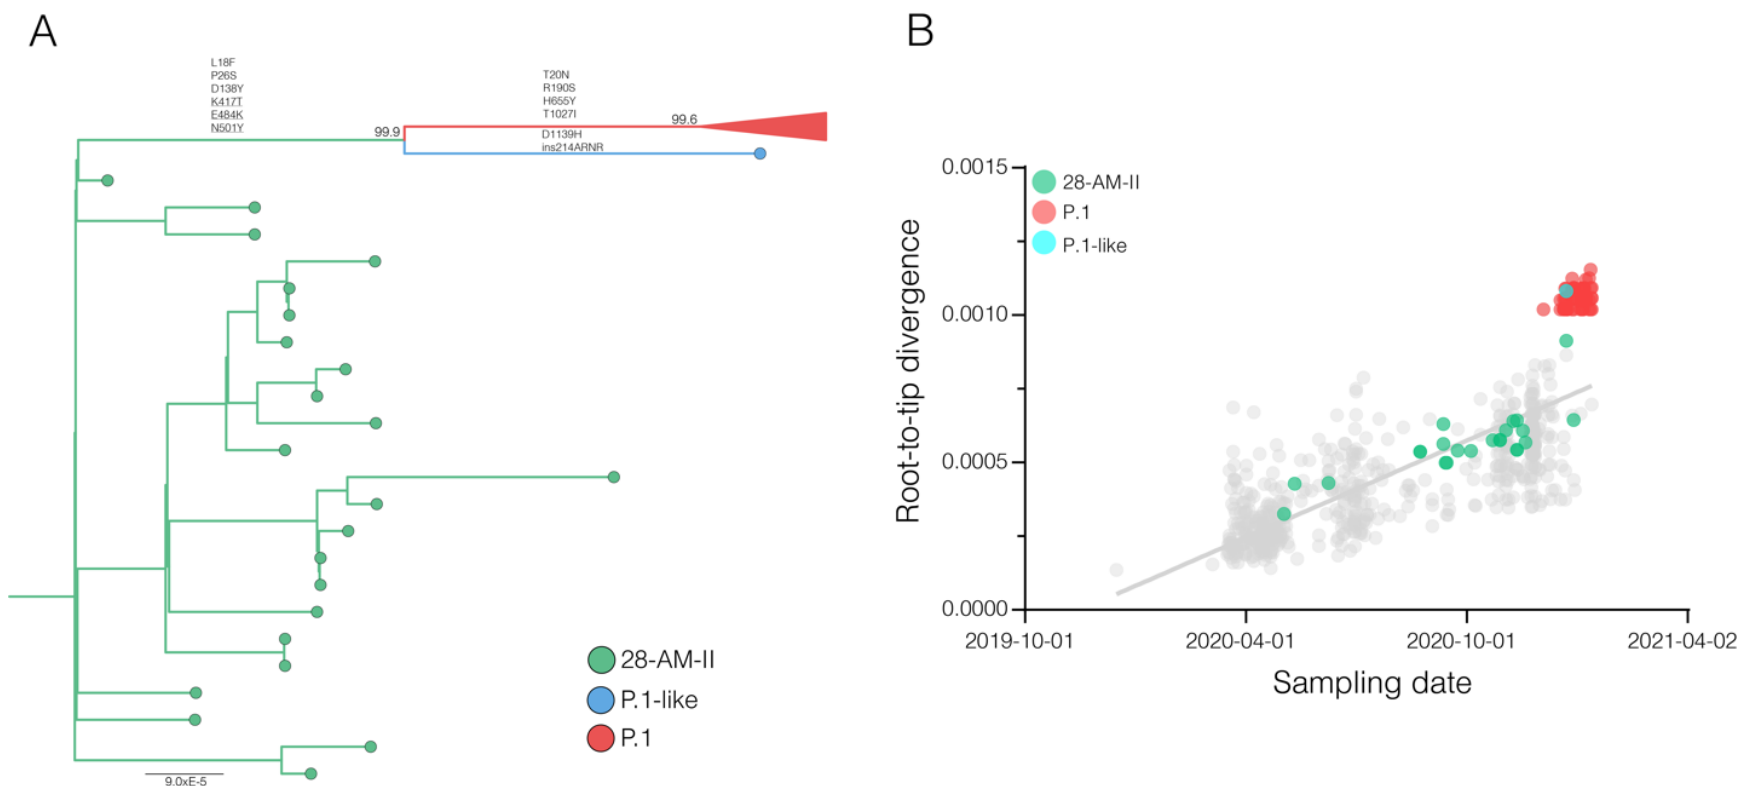 A
L18F
P26S
D138Y
K417T
E484K
N501Y
99.9
T20N
R190S
H655Y
T1027I
99.6
D1139H
ins214ARNR
28-AM-II
P.1-like
P.1
9.0xE-5
B
0.0015
0.0010
0.0005
0.0000
Root-to-tip divergence
28-AM-II
P.1
P.1-like
2019-10-01
2020-04-01
2020-10-01
2021-04-02
Sampling date